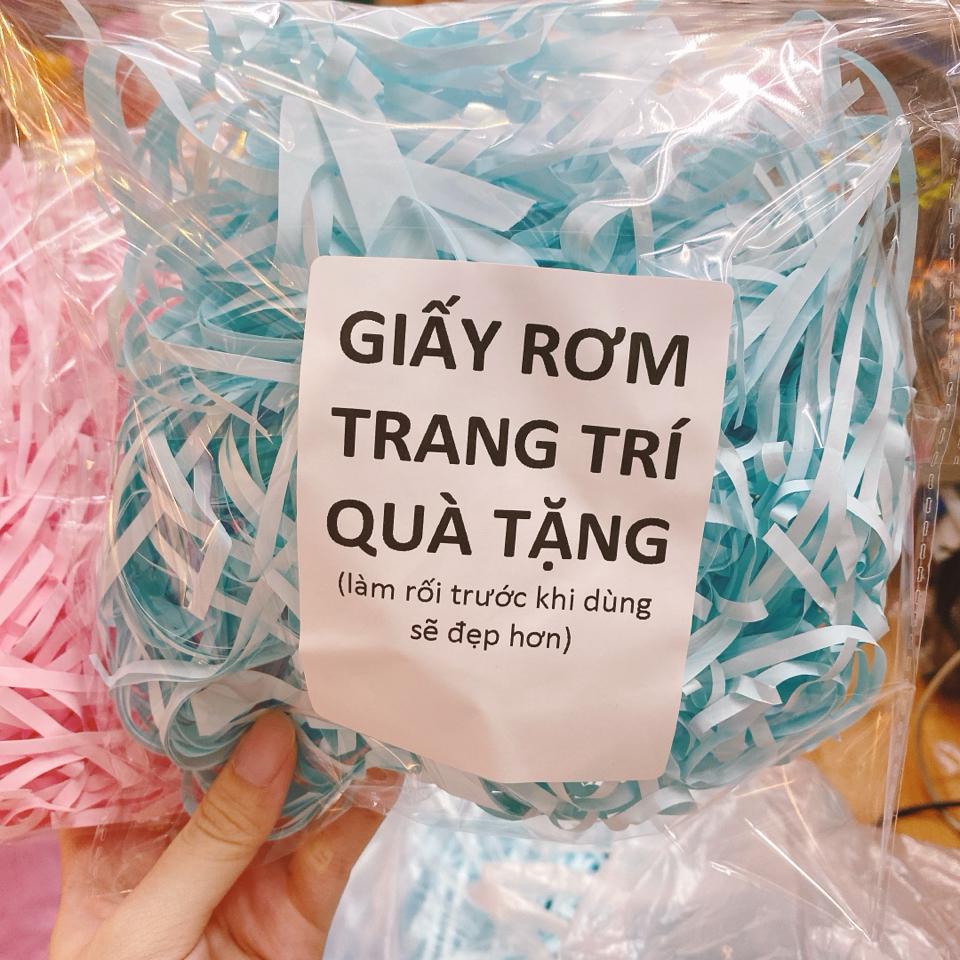 GIẤY RƠM
TRANG TRÍ
QUÀ TẶNG
(làm rối trước khi dùng
sẽ đẹp hơn)